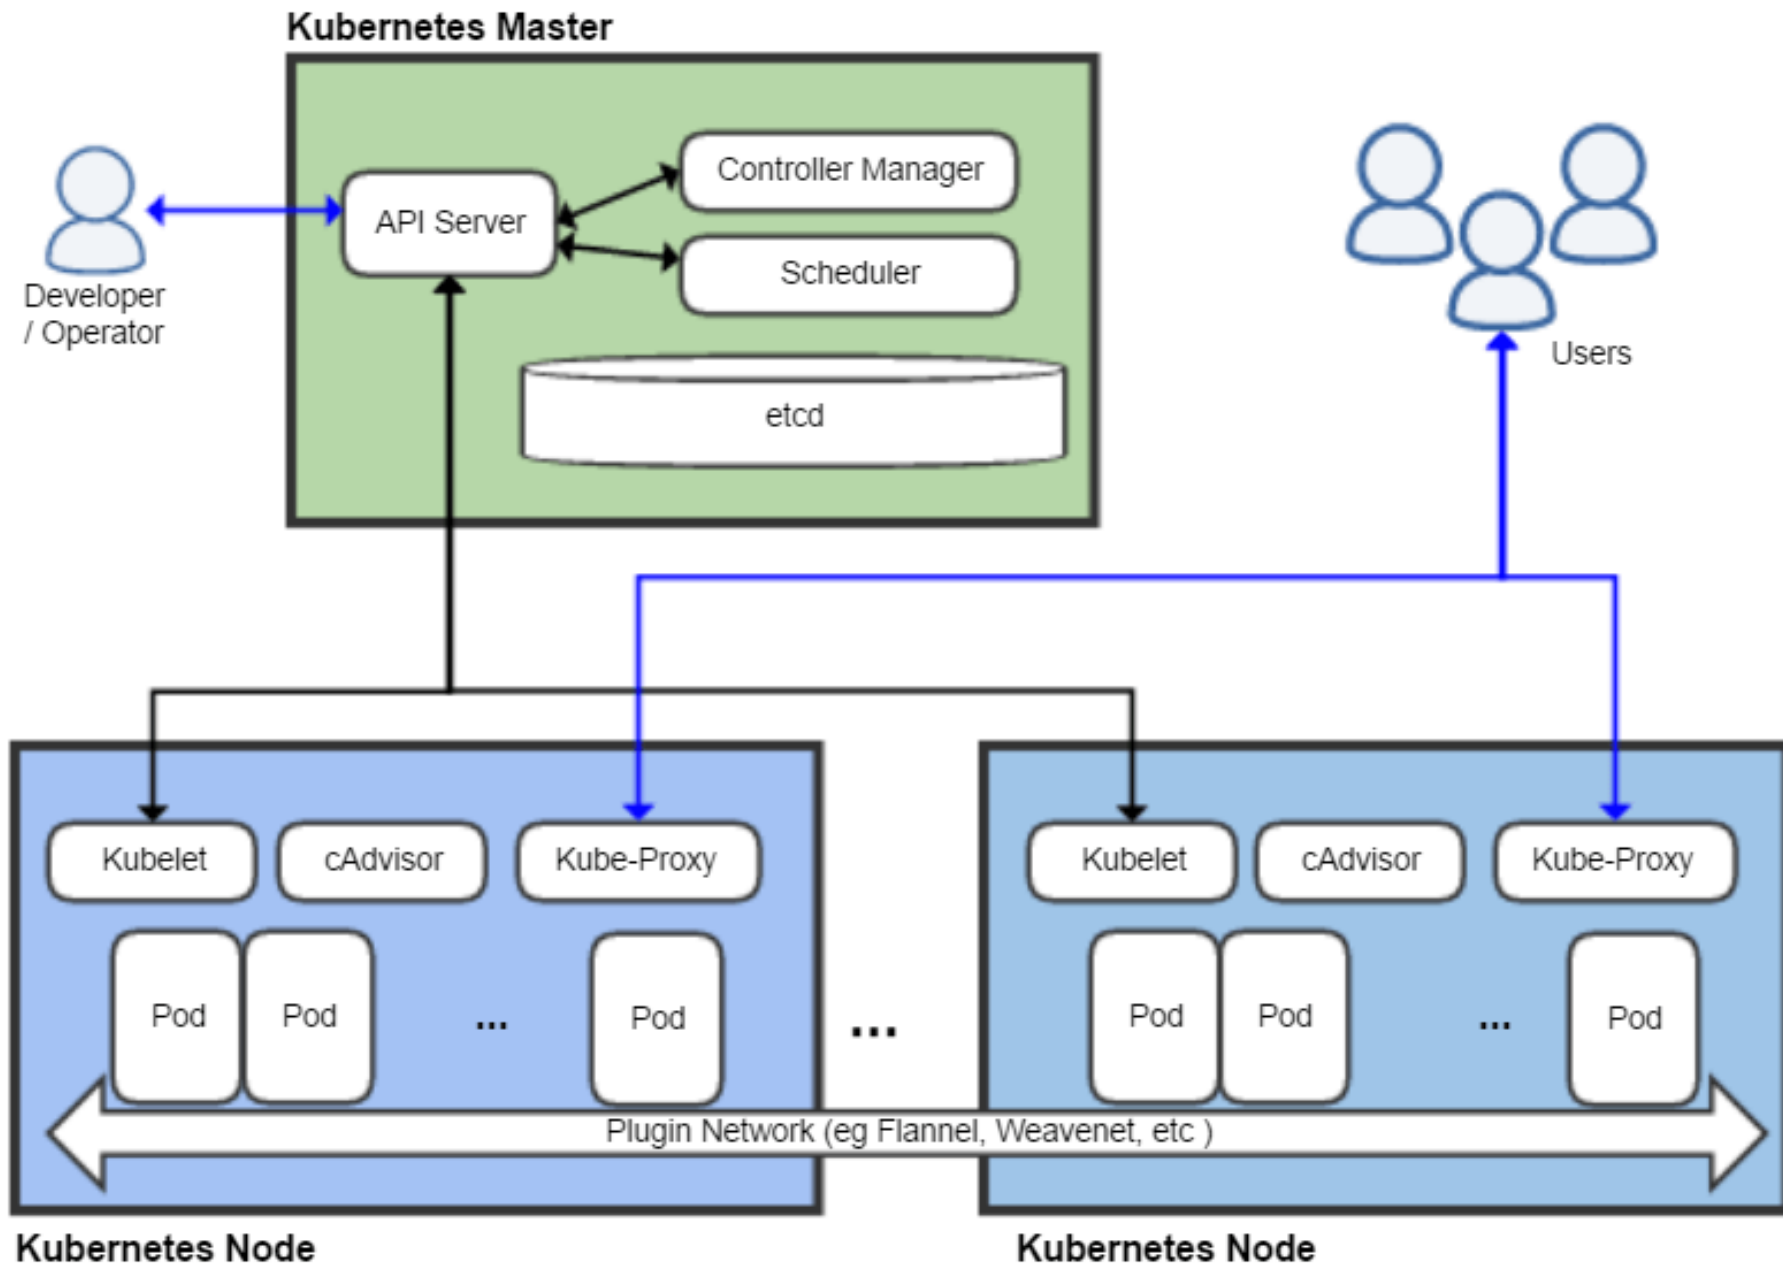 Kubernetes Master
Controller Manager
API Server
Scheduler
Developer
/ Operator
Users
etcd
Kubelet
cAdvisor
Kube-Proxy
Kubelet
cAdvisor
Kube-Proxy
Pod
Pod
...
Pod
...
Pod
Pod
...
Pod
Plugin Network (eg Flannel, Weavenet, etc )
Kubernetes Node
Kubernetes Node